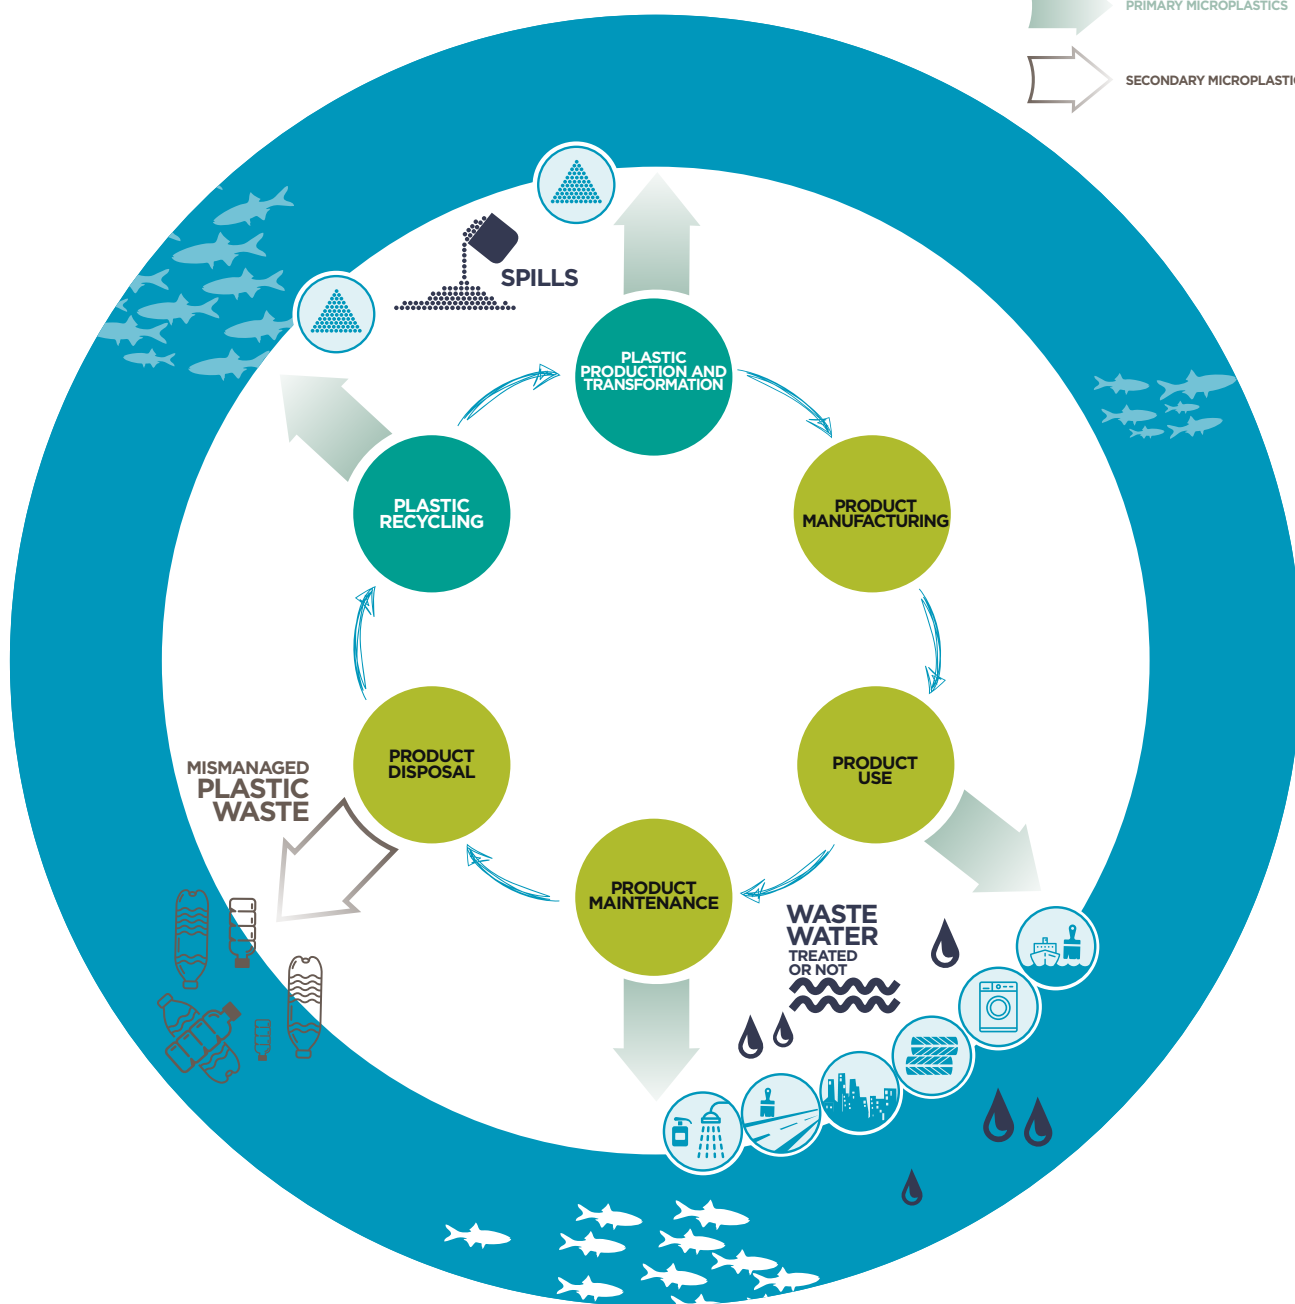 PRIMARY MICROPLASTICS
SECONDARY MICROPLASTIC
SPILLS
PLASTIC
PRODUCTION AND
TRANSFORMATION
PLASTIC
RECYCLING
PRODUCT
MANUFACTURING
PRODUCT
DISPOSAL
PRODUCT
USE
MISMANAGED
PLASTIC
WASTE
PRODUCT
MAINTENANCE
WASTE
WATER
TREATED
OR NOT